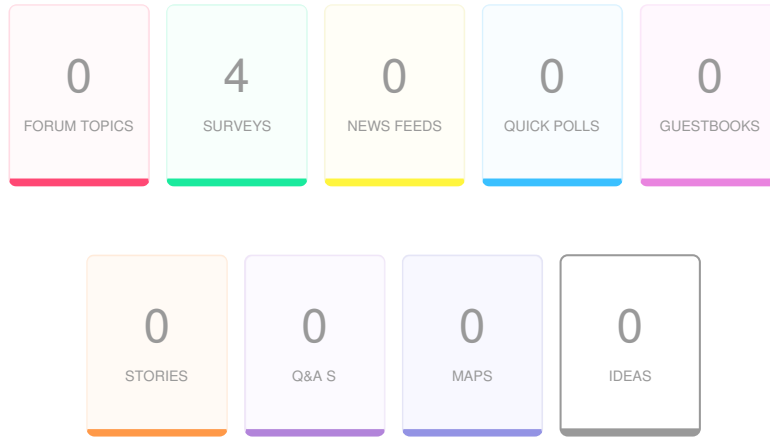 0
FORUM TOPICS
4
SURVEYS
0
NEWS FEEDS
0
QUICK POLLS
0
GUESTBOOKS
0
STORIES
0
Q&A S
0
MAPS
0
IDEAS